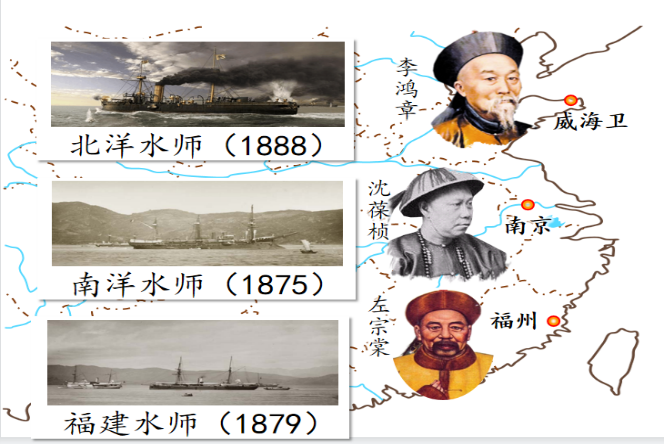 李鸿章
威海卫
北洋水师（1888）
沈葆桢
南京
南洋水师（1875）
左宗棠
福州
福建水师（1879）